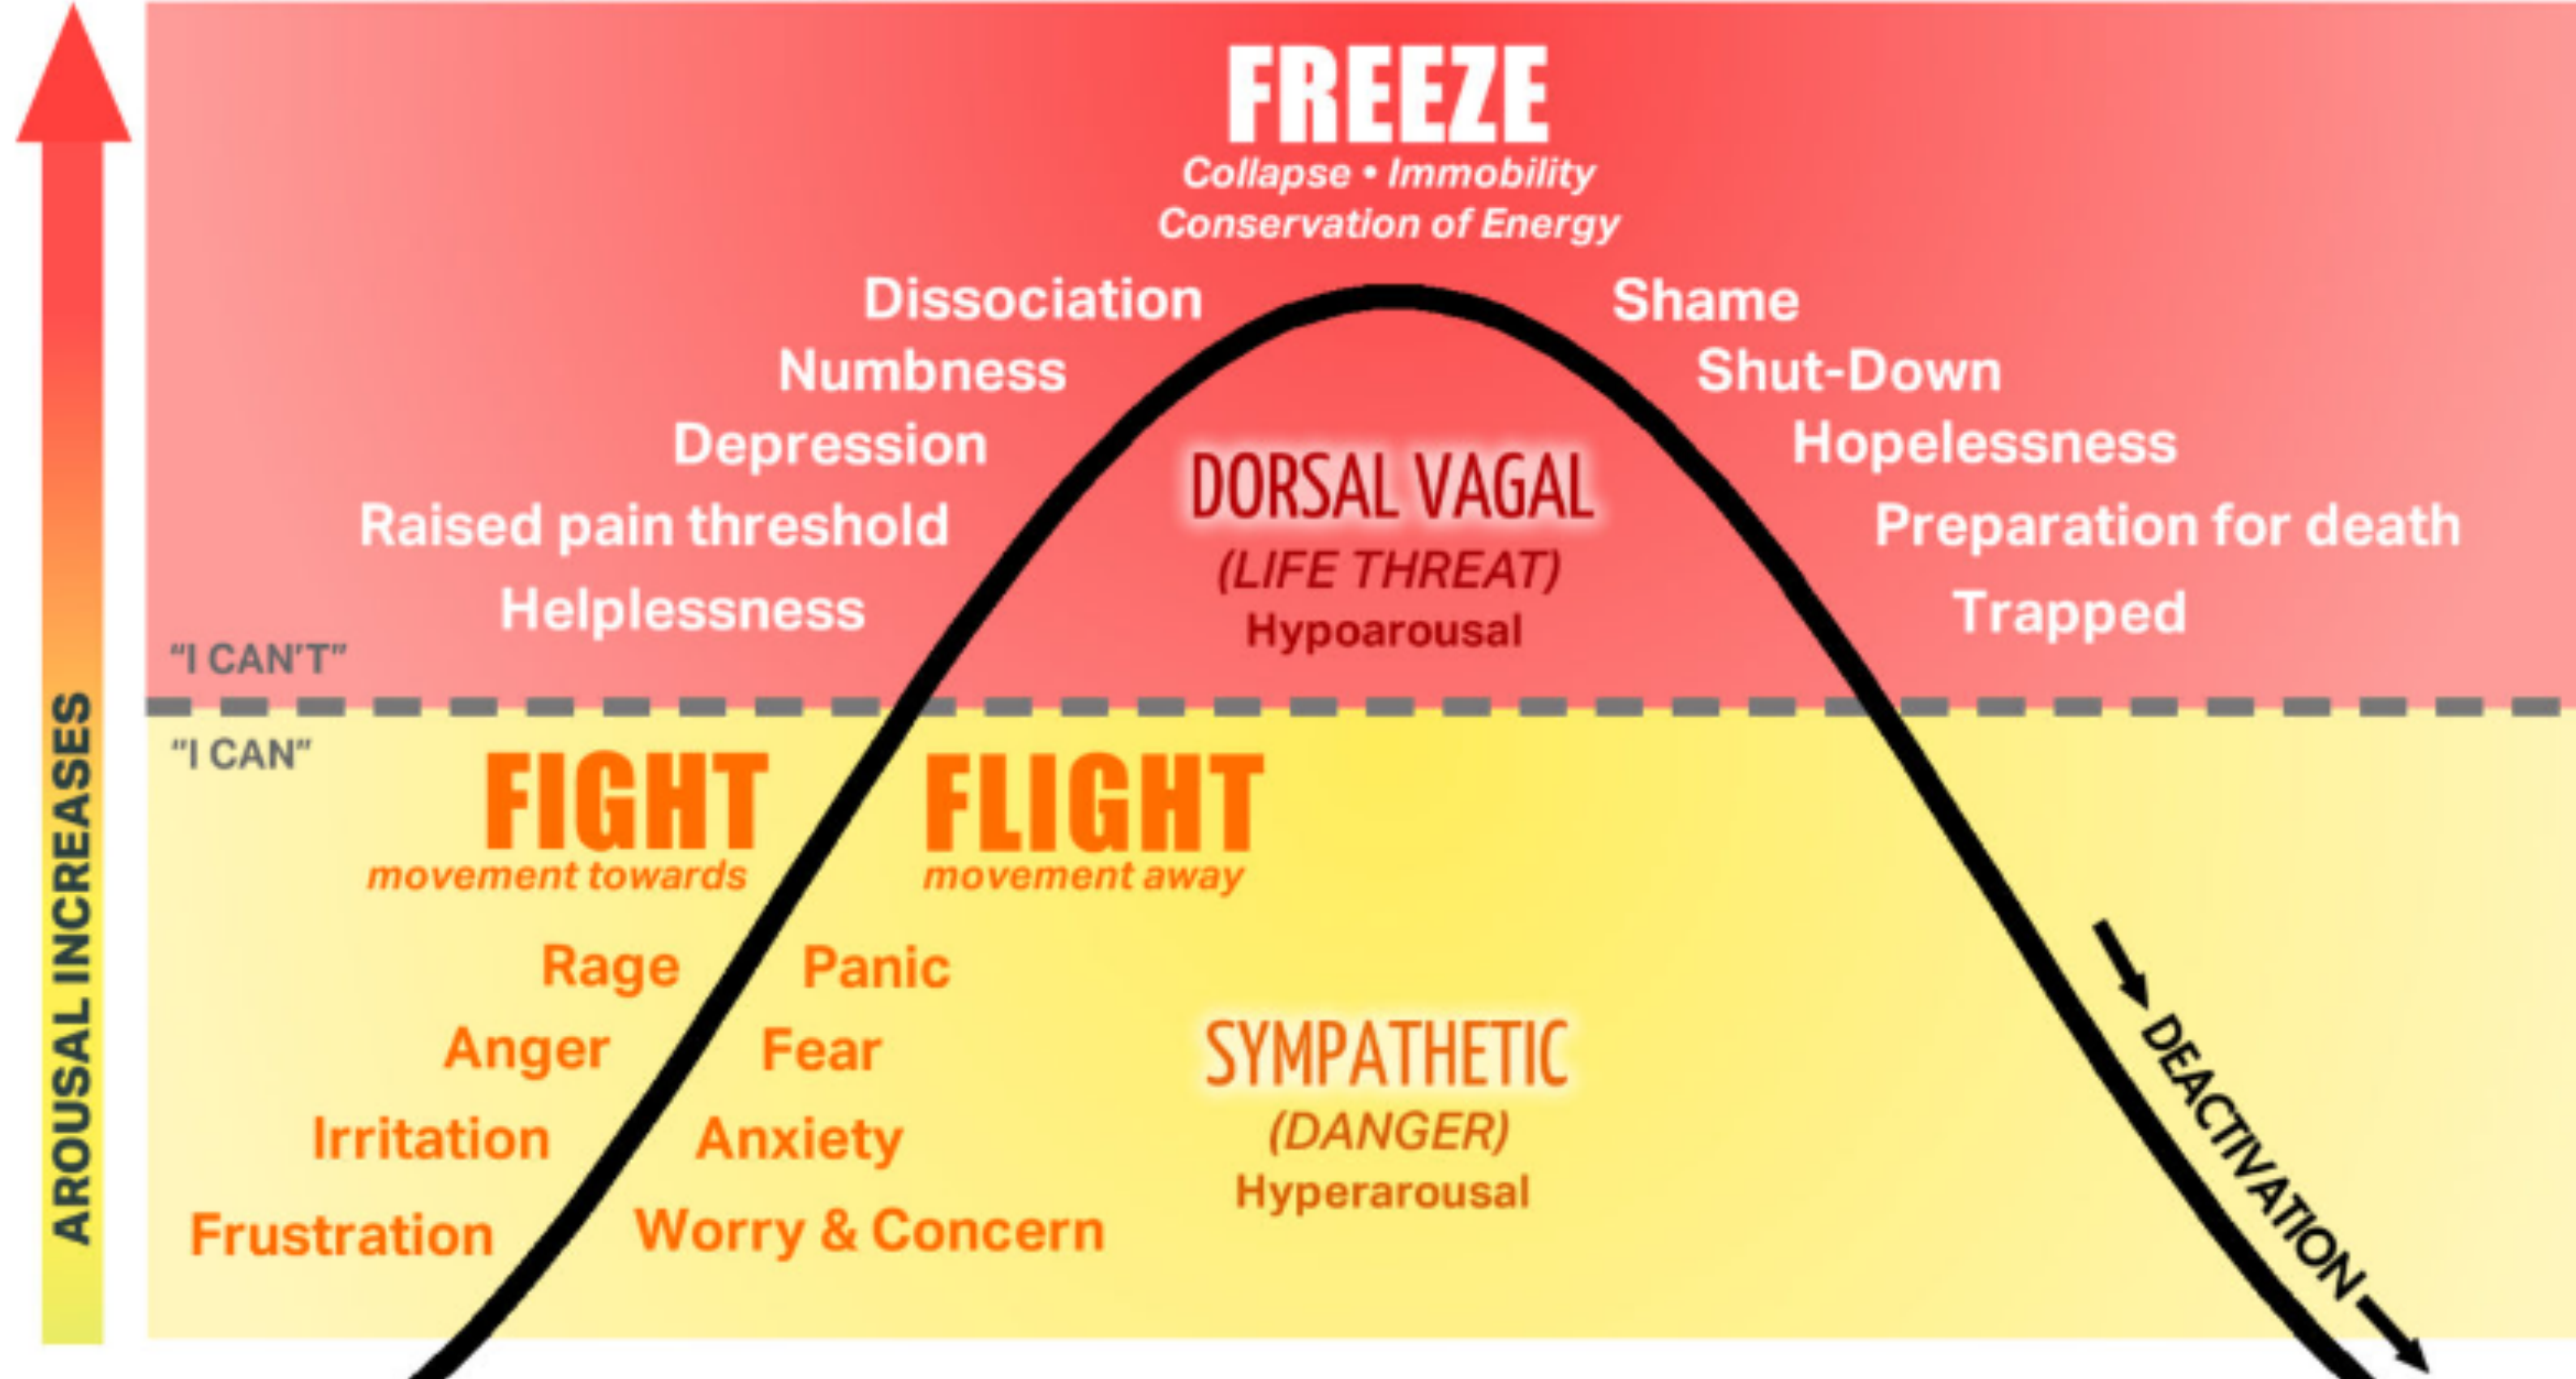 FREEZE
Collapse • Immobility
Conservation of Energy
Dissociation
Shame
Numbness
Shut-Down
Depression
Hopelessness
DORSAL VAGAL
Raised pain threshold
Preparation for death
(LIFE THREAT)
Helplessness
Hypoarousal
Trapped
"I CAN'T"
"I CAN"
FIGHT
movement towards
FLIGHT
movement away
Rage
Panic
Anger
Fear
SYMPATHETIC
Irritation
Anxiety
(DANGER)
Hyperarousal
Frustration
Worry & Concern
AROUSAL INCREASES
DEACTIVATION